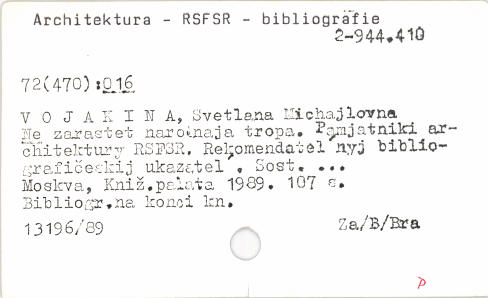 Architektura - RSFSR - bibliografie
2-944.410
72(470):016
VOJAKINA, Svetlana Michajlovna
Ne zarastet narodnaja tropa. Pamjatniki ar-
chitektury RSFSR. Rekomendatel'nyj biblio-
grafičeskij ukazatel'. Sost. ...
Moskva, Kniž.palata 1989. 107 s.
Bibliogr.na konci kn.
13196/89
Za/B/Bra
p